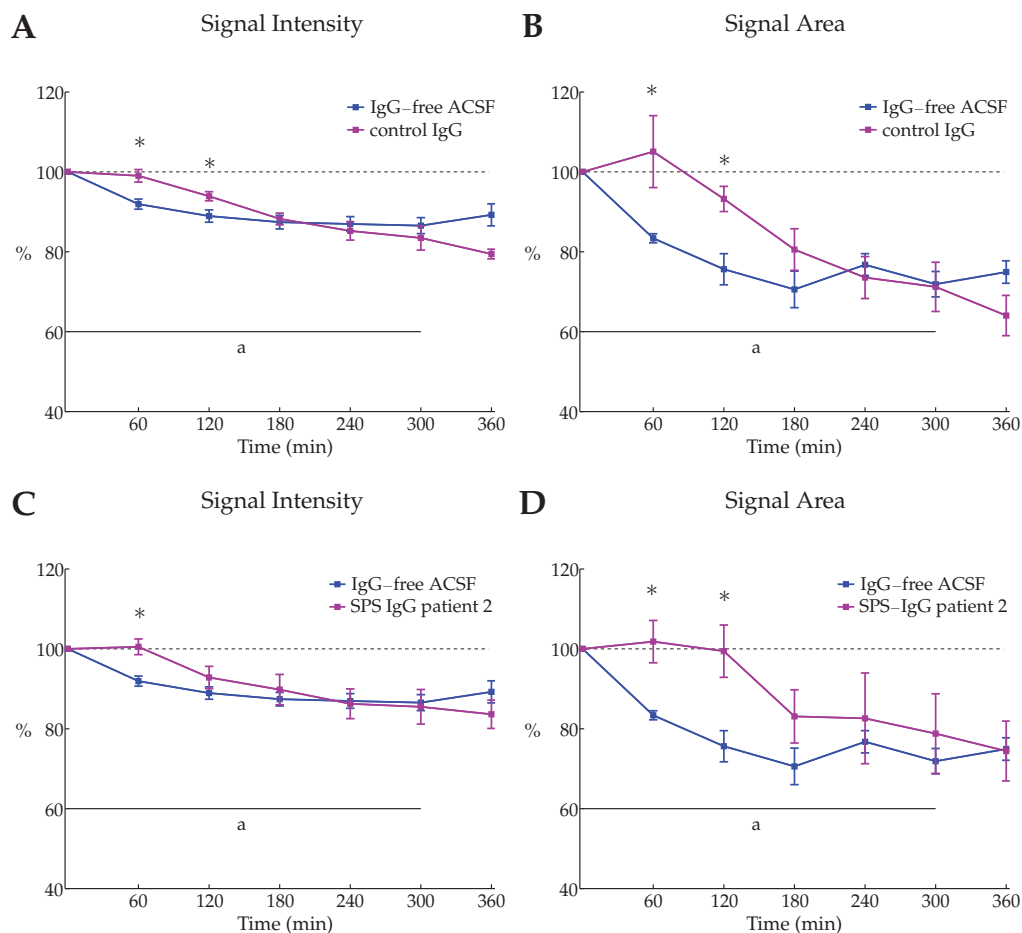 A
Signal Intensity
120
100
%
80
60
40
IgG–free ACSF
control IgG
*
*
a
60 120 180 240 300 360
Time (min)
B
Signal Area
120
100
%
80
60
40
IgG–free ACSF
control IgG
*
*
a
60 120 180 240 300 360
Time (min)
C
Signal Intensity
120
100
%
80
60
40
IgG–free ACSF
SPS IgG patient 2
*
a
60 120 180 240 300 360
Time (min)
D
Signal Area
120
100
%
80
60
40
IgG–free ACSF
SPS–IgG patient 2
*
*
a
60 120 180 240 300 360
Time (min)